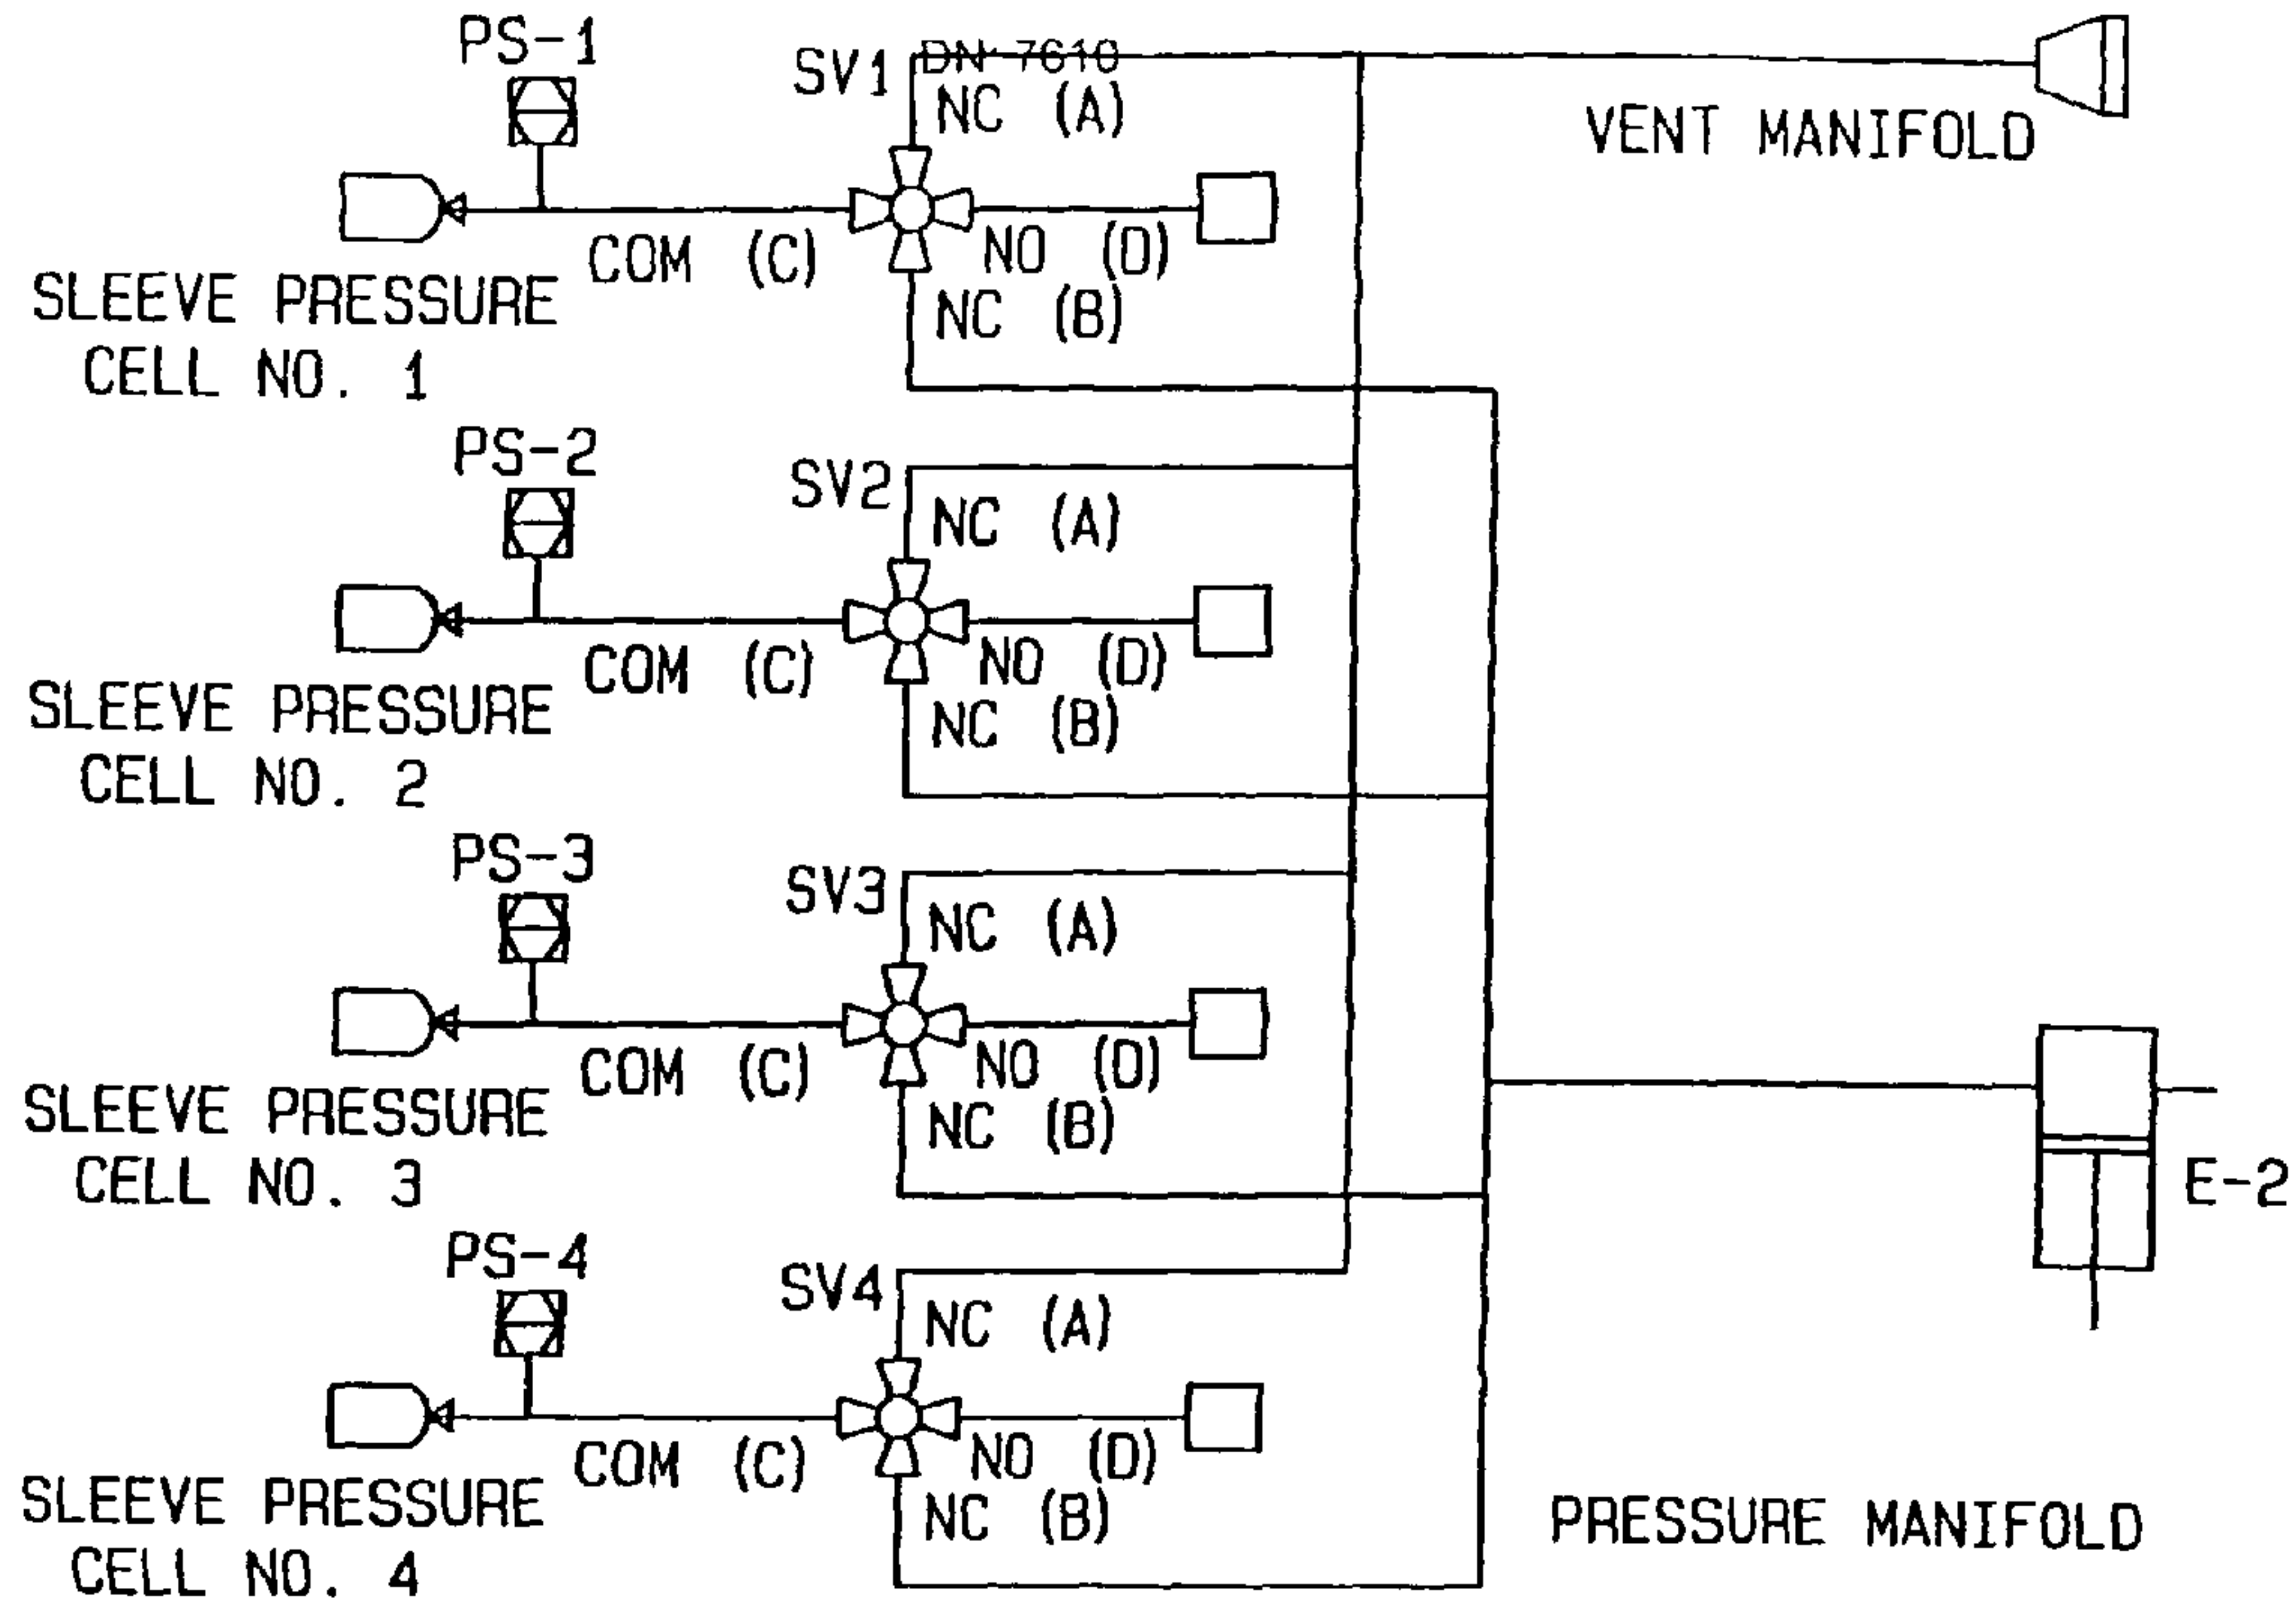 PS-1
SV1
DN 7610
NC (A)
VENT MANIFOLD
COM (C)
NO (D)
NC (B)
SLEEVE PRESSURE
CELL NO. 1
PS-2
SV2
NC (A)
COM (C)
NO (D)
NC (B)
SLEEVE PRESSURE
CELL NO. 2
PS-3
SV3
NC (A)
COM (C)
NO (D)
NC (B)
SLEEVE PRESSURE
CELL NO. 3
E-2
PS-4
SV4
NC (A)
COM (C)
NO (D)
NC (B)
SLEEVE PRESSURE
CELL NO. 4
PRESSURE MANIFOLD